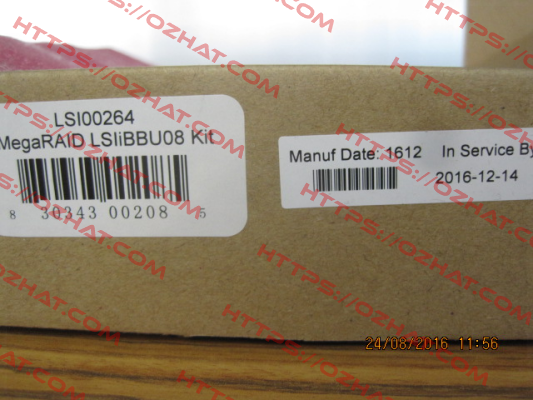 LSI00264
MegaRAID LSIiBBU08 Kit
8 30343 00208 5
Manuf Date: 1612 In Service By
2016-12-14
24/08/2016 11:56
HTTPS://OZHAT.COM